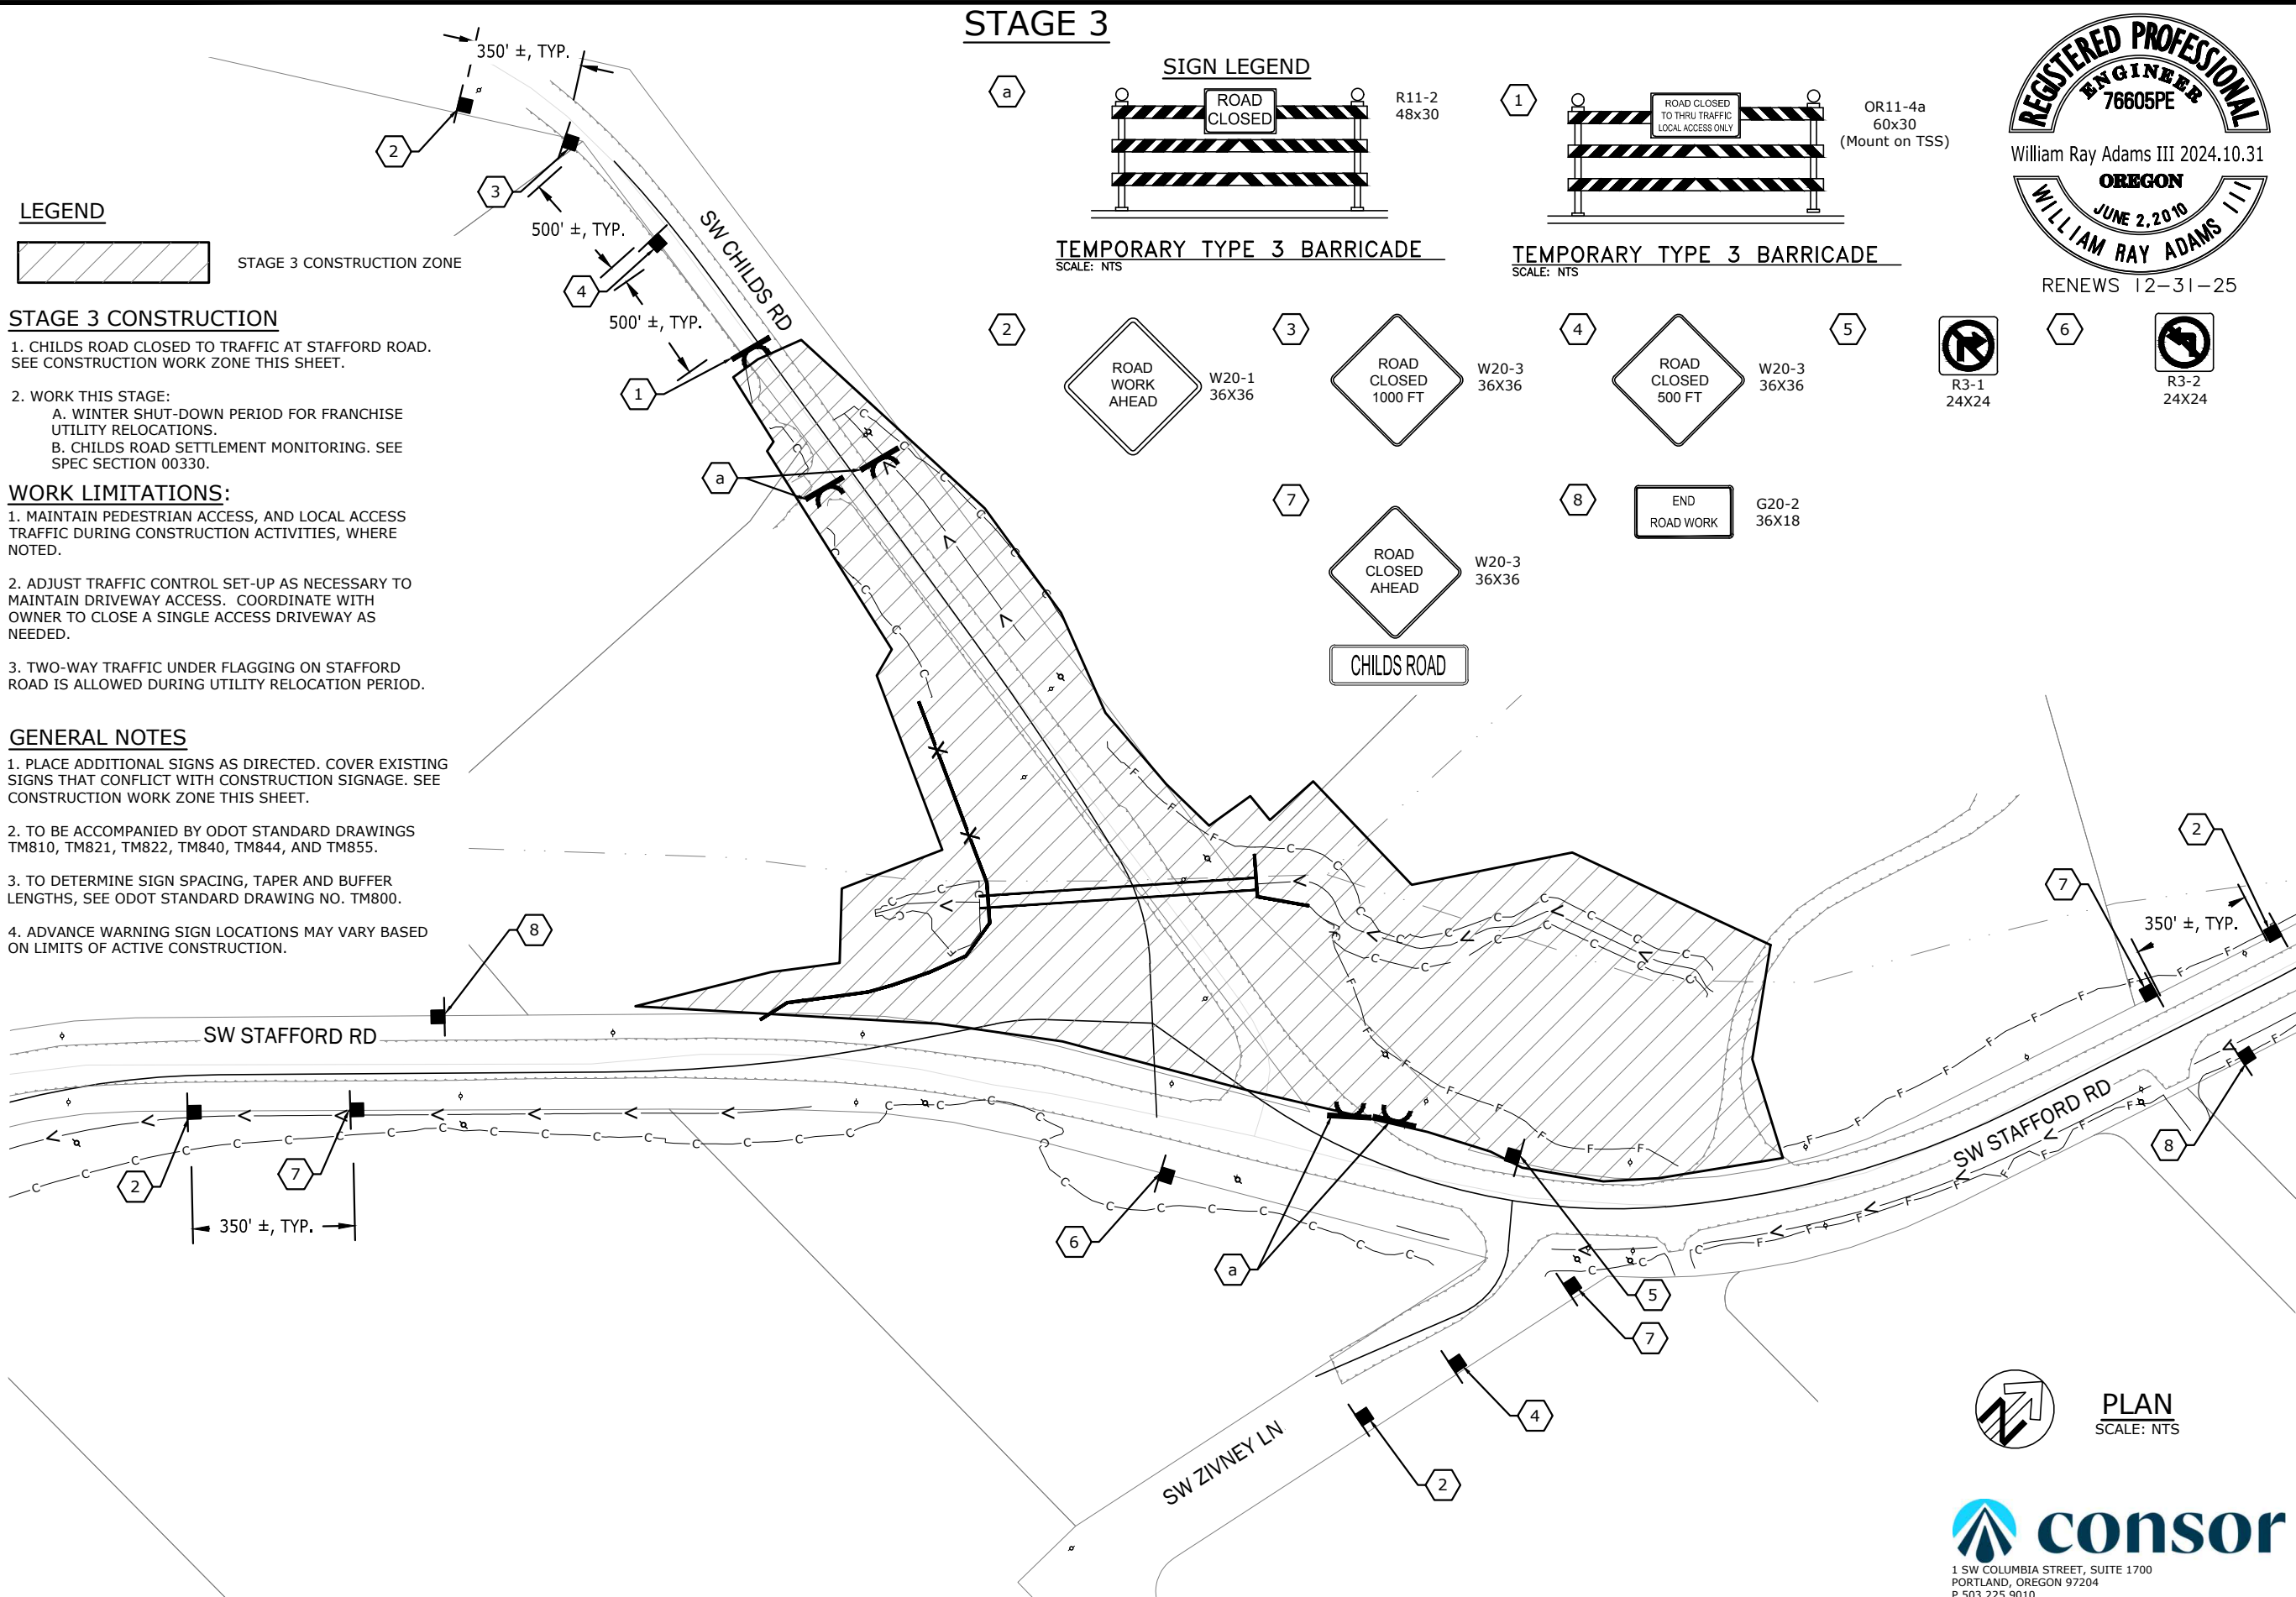 STAGE 3
350' ±, TYP.
2
3
500' ±, TYP.
4
500' ±, TYP.
1
SW CHILDS RD
LEGEND
STAGE 3 CONSTRUCTION ZONE
STAGE 3 CONSTRUCTION
1. CHILDS ROAD CLOSED TO TRAFFIC AT STAFFORD ROAD.
SEE CONSTRUCTION WORK ZONE THIS SHEET.
2. WORK THIS STAGE:
A. WINTER SHUT-DOWN PERIOD FOR FRANCHISE
UTILITY RELOCATIONS.
B. CHILDS ROAD SETTLEMENT MONITORING. SEE
SPEC SECTION 00330.
WORK LIMITATIONS:
1. MAINTAIN PEDESTRIAN ACCESS, AND LOCAL ACCESS
TRAFFIC DURING CONSTRUCTION ACTIVITIES, WHERE
NOTED.
2. ADJUST TRAFFIC CONTROL SET-UP AS NECESSARY TO
MAINTAIN DRIVEWAY ACCESS. COORDINATE WITH
OWNER TO CLOSE A SINGLE ACCESS DRIVEWAY AS
NEEDED.
3. TWO-WAY TRAFFIC UNDER FLAGGING ON STAFFORD
ROAD IS ALLOWED DURING UTILITY RELOCATION PERIOD.
GENERAL NOTES
1. PLACE ADDITIONAL SIGNS AS DIRECTED. COVER EXISTING
SIGNS THAT CONFLICT WITH CONSTRUCTION SIGNAGE. SEE
CONSTRUCTION WORK ZONE THIS SHEET.
2. TO BE ACCOMPANIED BY ODOT STANDARD DRAWINGS
TM810, TM821, TM822, TM840, TM844, AND TM855.
3. TO DETERMINE SIGN SPACING, TAPER AND BUFFER
LENGTHS, SEE ODOT STANDARD DRAWING NO. TM800.
4. ADVANCE WARNING SIGN LOCATIONS MAY VARY BASED
ON LIMITS OF ACTIVE CONSTRUCTION.
SIGN LEGEND
a
ROAD
CLOSED
R11-2
48x30
TEMPORARY TYPE 3 BARRICADE
SCALE: NTS
1
ROAD CLOSED
TO THRU TRAFFIC
LOCAL ACCESS ONLY
OR11-4a
60x30
(Mount on TSS)
TEMPORARY TYPE 3 BARRICADE
SCALE: NTS
2
ROAD
WORK
AHEAD
W20-1
36X36
3
ROAD
CLOSED
1000 FT
W20-3
36X36
4
ROAD
CLOSED
500 FT
W20-3
36X36
5
R3-1
24X24
6
R3-2
24X24
7
ROAD
CLOSED
AHEAD
W20-3
36X36
CHILDS ROAD
8
END
ROAD WORK
G20-2
36X18
REGISTERED PROFESSIONAL
ENGINEER
76605PE
William Ray Adams III 2024.10.31
OREGON
JUNE 2, 2010
WILLIAM RAY ADAMS III
RENEWS 12-31-25
a
8
SW STAFFORD RD
2
7
350' ±, TYP.
6
a
5
7
4
2
SW ZIVNEY LN
2
7
350' ±, TYP.
SW STAFFORD RD
8
PLAN
SCALE: NTS
consor
1 SW COLUMBIA STREET, SUITE 1700
PORTLAND, OREGON 97204
P 503.225.9010